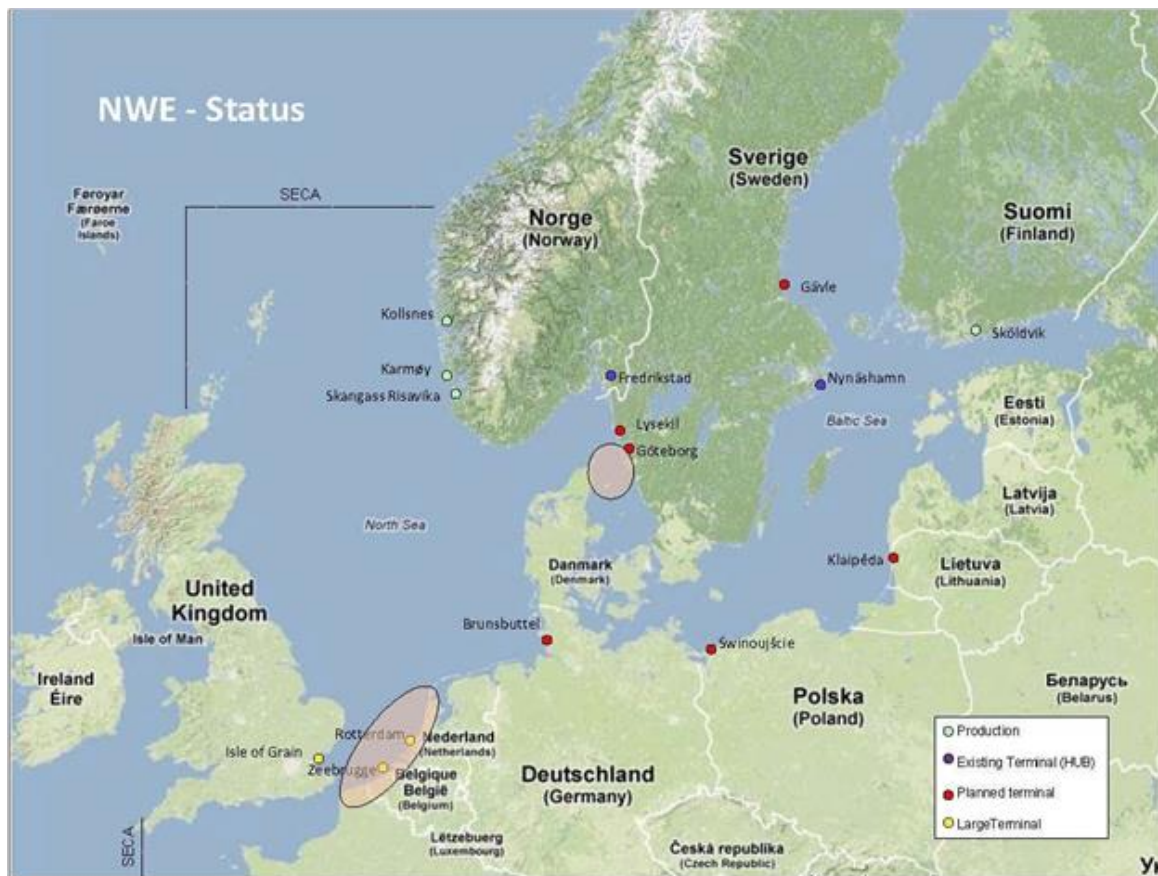 NWE - Status
SECA
Føroyar
Færøerne
(Faroe
Islands)
Norge
(Norway)
Sverige
(Sweden)
Suomi
(Finland)
Gävle
Kollsnes
Sköldvik
Karmøy
Skangass Risavika
Fredrikstad
Nynäshamn
Baltic Sea
Eesti
(Estonia)
Lysekil
Göteborg
Latvija
(Latvia)
North Sea
Danmark
(Denmark)
Klaipėda
Lietuva
(Lithuania)
United
Kingdom
Isle of Man
Brunsbuttel
Swinoujście
Ireland
Éire
Polska
(Poland)
Беларусь
(Belarus)
Rotterdam
Nederland
(Netherlands)
Isle of Grain
Zeebrugge
Belgique
België
(Belgium)
Deutschland
(Germany)
Lëtzebuerg
(Luxembourg)
Česká republika
(Czech Republic)
SECA
Production
Existing Terminal (HUB)
Planned terminal
LargeTerminal